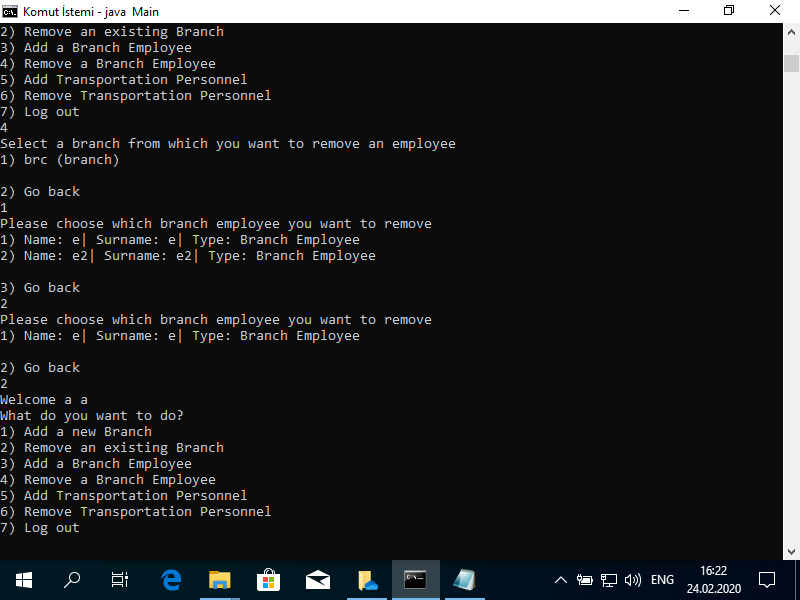 Komut İstemi - java  Main
2) Remove an existing Branch
3) Add a Branch Employee
4) Remove a Branch Employee
5) Add Transportation Personnel
6) Remove Transportation Personnel
7) Log out
4
Select a branch from which you want to remove an employee
1) brc (branch)
2) Go back
1
Please choose which branch employee you want to remove
1) Name: e| Surname: e| Type: Branch Employee
2) Name: e2| Surname: e2| Type: Branch Employee
3) Go back
2
Please choose which branch employee you want to remove
1) Name: e| Surname: e| Type: Branch Employee
2) Go back
2
Welcome a a
What do you want to do?
1) Add a new Branch
2) Remove an existing Branch
3) Add a Branch Employee
4) Remove a Branch Employee
5) Add Transportation Personnel
6) Remove Transportation Personnel
7) Log out
ENG
16:22
24.02.2020